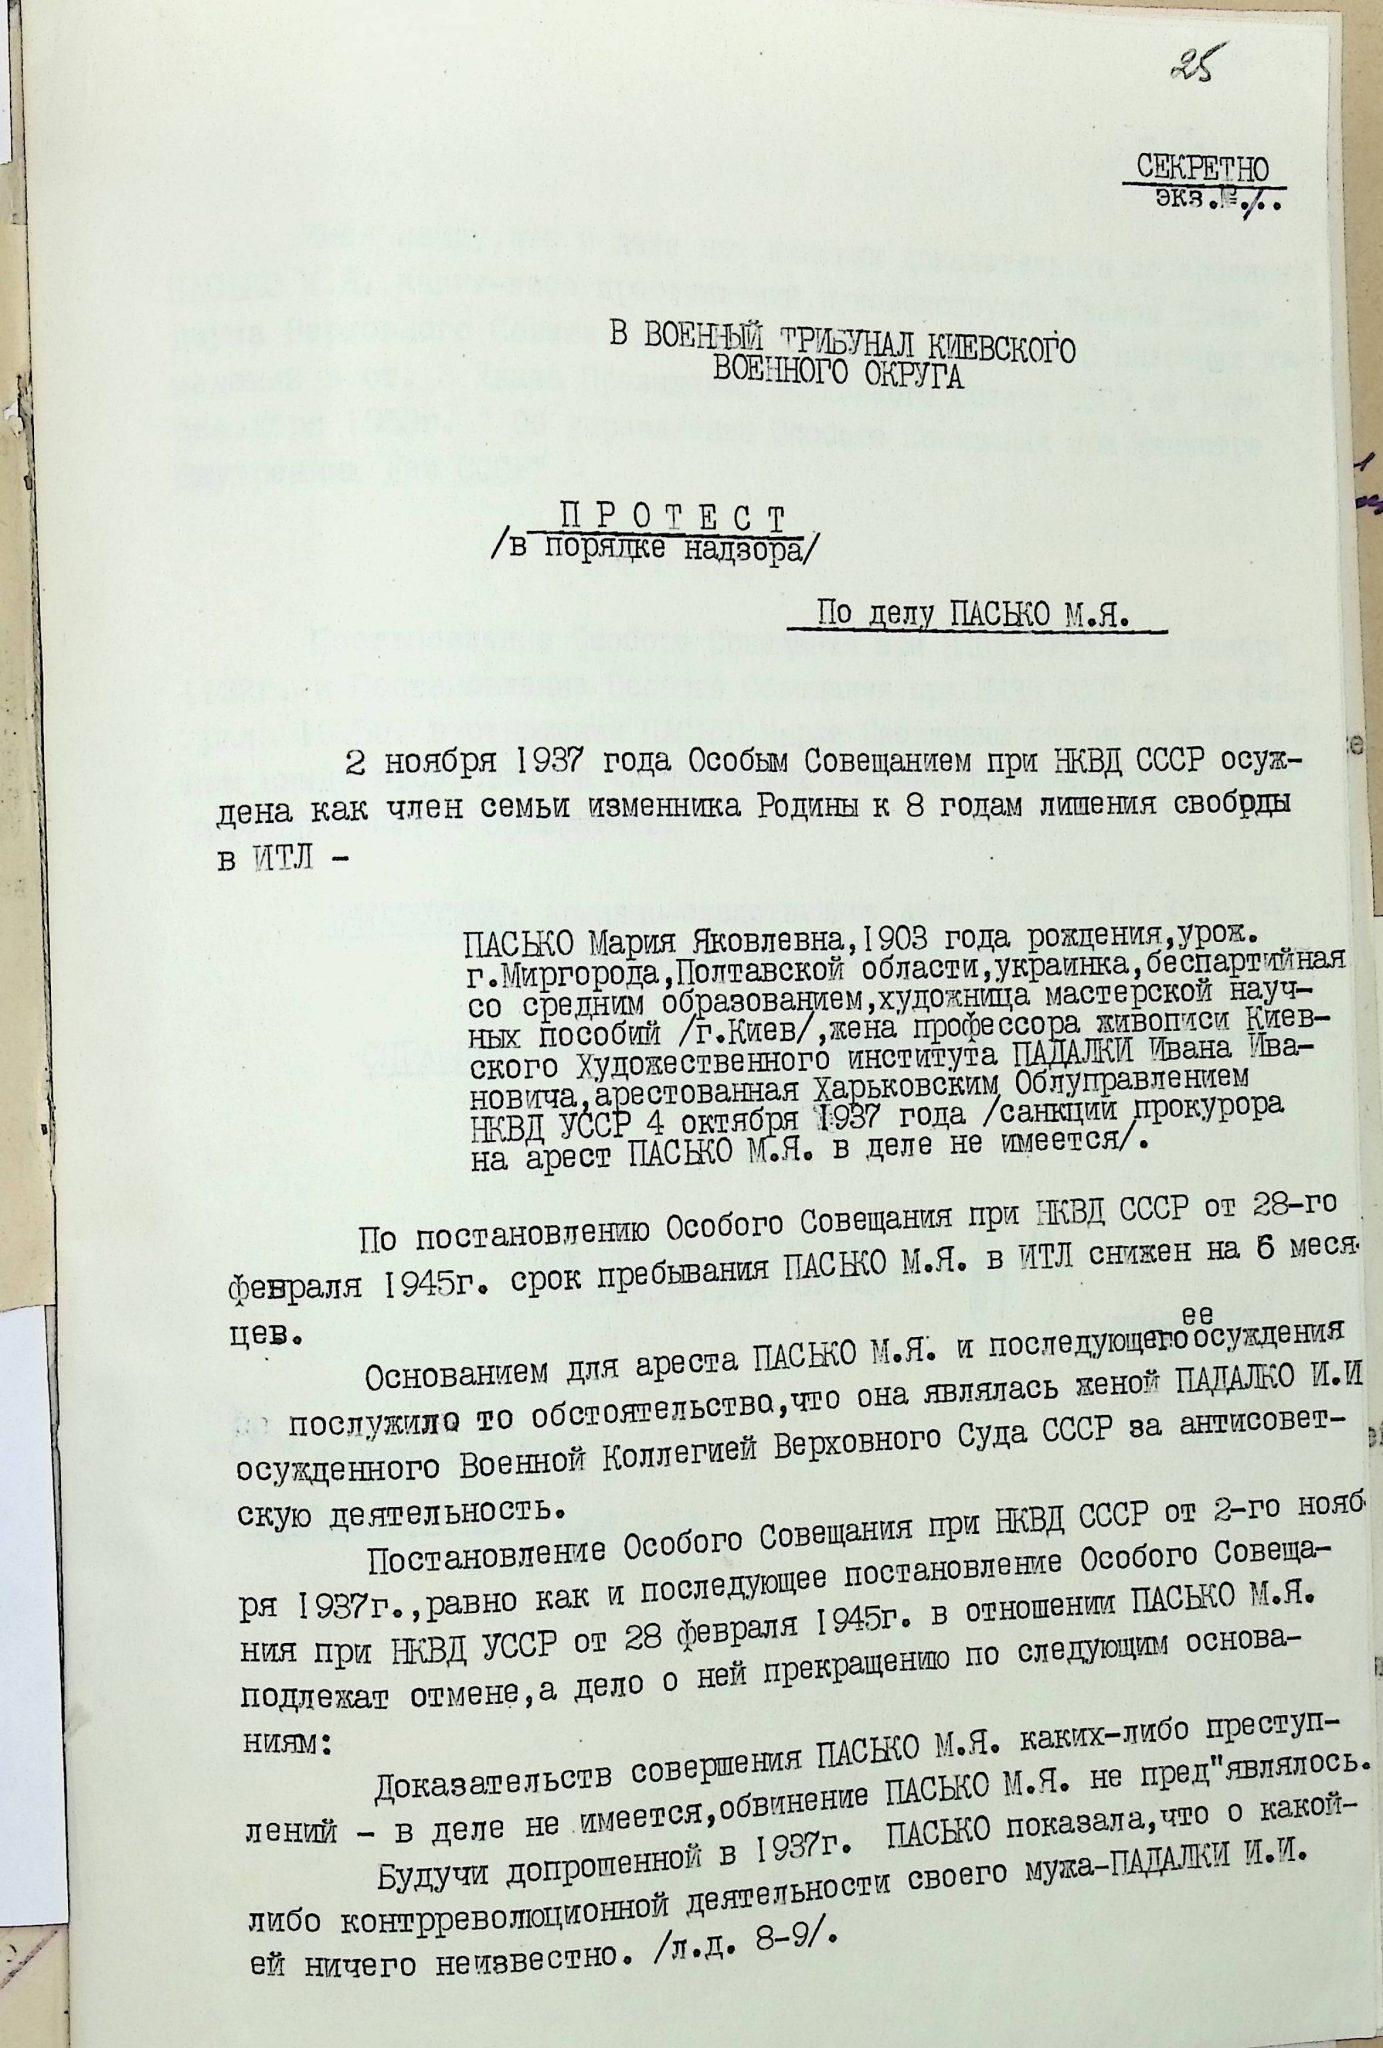 25
СЕКРЕТНО
экз.№.1..
В ВОЕННЫЙ ТРИБУНАЛ КИЕВСКОГО
ВОЕННОГО ОКРУГА
П Р О Т Е С Т
/в порядке надзора/
По делу ПАСЬКО М.Я.
2 ноября 1937 года Особым Совещанием при НКВД СССР осуж-
дена как член семьи изменника Родины к 8 годам лишения свободы
в ИТЛ -
ПАСЬКО Мария Яковлевна,1903 года рождения,урож.
г.Миргорода,Полтавской области,украинка,беспартийная
со средним образованием,художница мастерской науч-
ных пособий /г.Киев/,жена профессора живописи Киев-
ского Художественного института ПАДАЛКИ Ивана Ива-
новича,арестованная Харьковским Облуправлением
НКВД УССР 4 октября 1937 года /санкции прокурора
на арест ПАСЬКО М.Я. в деле не имеется/.
По постановлению Особого Совещания при НКВД СССР от 28-го
февраля 1945г. срок пребывания ПАСЬКО М.Я. в ИТЛ снижен на 6 меся-
цев.
Основанием для ареста ПАСЬКО М.Я. и последующего ее осуждения
послужило то обстоятельство,что она являлась женой ПАДАЛКО И.И
осужденного Военной Коллегией Верховного Суда СССР за антисовет-
скую деятельность.
Постановление Особого Совещания при НКВД СССР от 2-го нояб-
ря 1937г.,равно как и последующее постановление Особого Совеща-
ния при НКВД УССР от 28 февраля 1945г. в отношении ПАСЬКО М.Я.
подлежат отмене,а дело о ней прекращению по следующим основа-
ниям:
Доказательств совершения ПАСЬКО М.Я. каких-либо преступ-
лений - в деле не имеется,обвинение ПАСЬКО М.Я. не пред"являлось.
Будучи допрошенной в 1937г. ПАСЬКО показала,что о какой-
либо контрреволюционной деятельности своего мужа-ПАДАЛКИ И.И.
ей ничего неизвестно. /л.д. 8-9/.